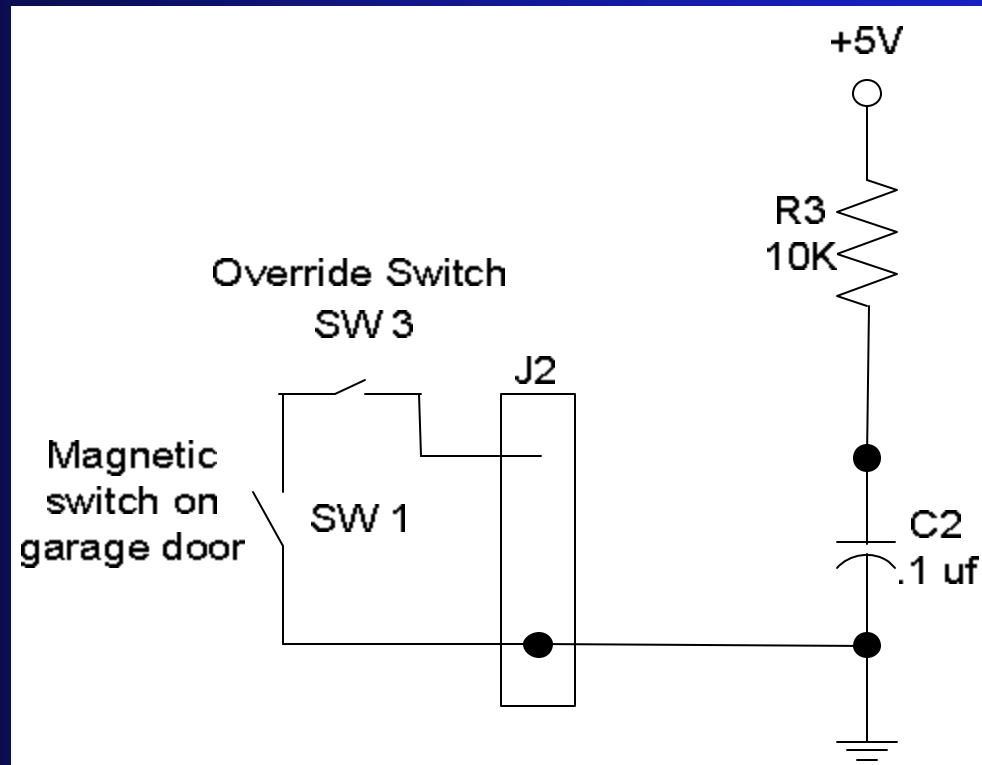 +5V
R3
10K
Override Switch
SW 3
J2
Magnetic
switch on
garage door
SW 1
C2
.1 uf